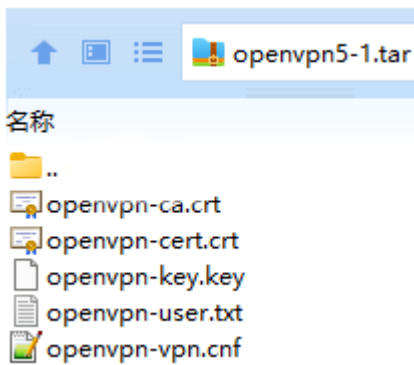 openvpn5-1.tar
名称
..
openvpn-ca.crt
openvpn-cert.crt
openvpn-key.key
openvpn-user.txt
openvpn-vpn.cnf